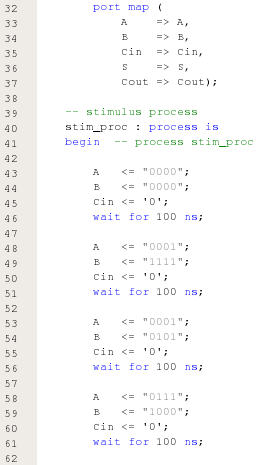 32 port map (
33 A => A,
34 B => B,
35 Cin => Cin,
36 S => S,
37 Cout => Cout);
38
39 -- stimulus process
40 stim_proc : process is
41 begin -- process stim_proc
42
43 A <= "0000";
44 B <= "0000";
45 Cin <= '0';
46 wait for 100 ns;
47
48 A <= "0001";
49 B <= "1111";
50 Cin <= '0';
51 wait for 100 ns;
52
53 A <= "0001";
54 B <= "0101";
55 Cin <= '0';
56 wait for 100 ns;
57
58 A <= "0111";
59 B <= "1000";
60 Cin <= '0';
61 wait for 100 ns;
62